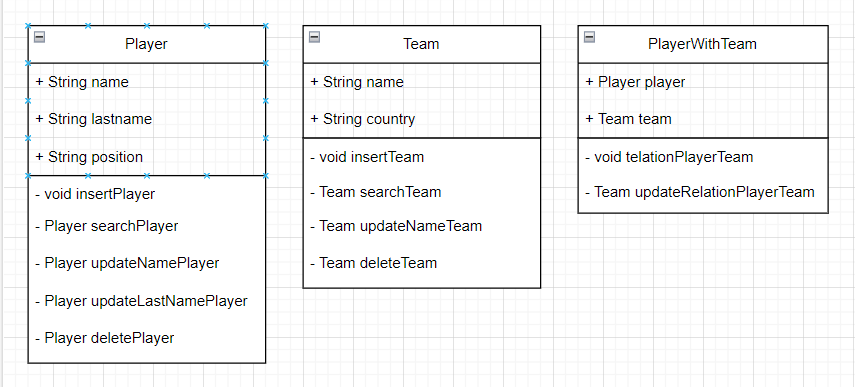 Player
+ String name
+ String lastname
+ String position
- void insertPlayer
- Player searchPlayer
- Player updateNamePlayer
- Player updateLastNamePlayer
- Player deletePlayer
Team
+ String name
+ String country
- void insertTeam
- Team searchTeam
- Team updateNameTeam
- Team deleteTeam
PlayerWithTeam
+ Player player
+ Team team
- void telationPlayerTeam
- Team updateRelationPlayerTeam